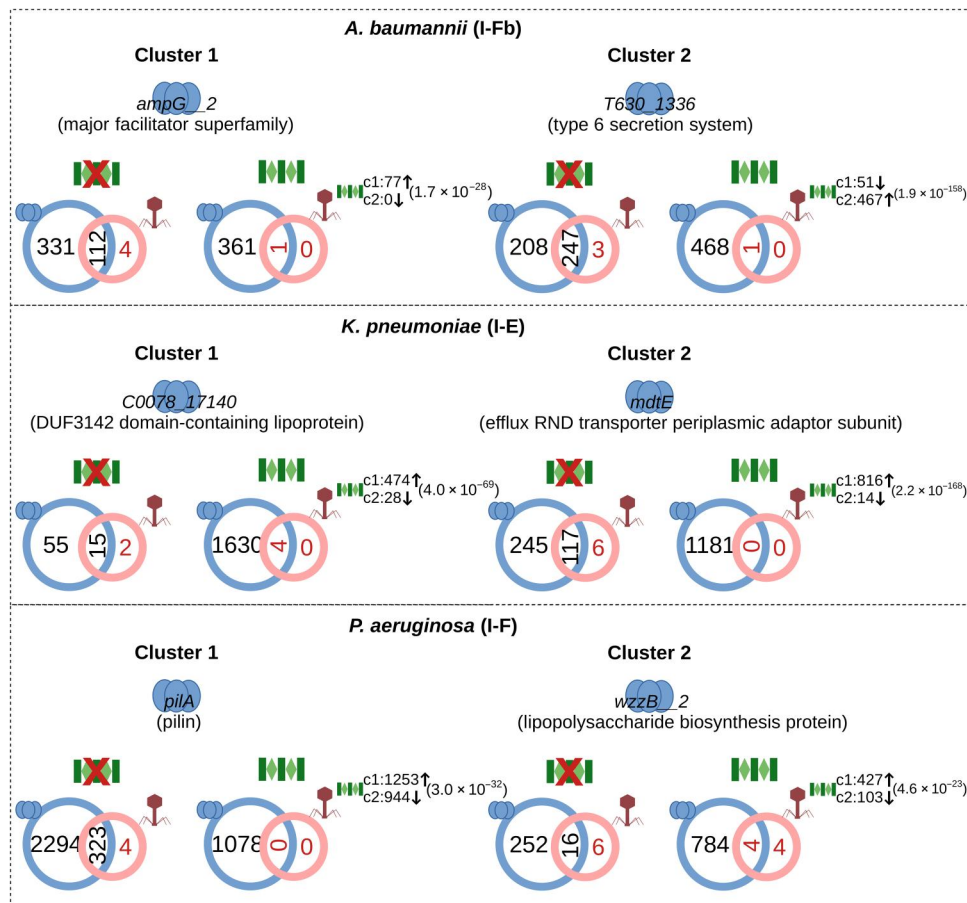 A. baumannii (I-Fb)
Cluster 1
Cluster 2
ampG__2
(major facilitator superfamily)
T630_1336
(type 6 secretion system)
331 112 4
361 1 0
c1:77↑
c2:0↓
(1.7 × 10⁻²⁸)
208 247 3
468 1 0
c1:51↓
c2:467↑
(1.9 × 10⁻¹⁵⁸)
K. pneumoniae (I-E)
Cluster 1
Cluster 2
C0078_17140
(DUF3142 domain-containing lipoprotein)
mdtE
(efflux RND transporter periplasmic adaptor subunit)
55 15 2
1630 4 0
c1:474↑
c2:28↓
(4.0 × 10⁻⁶⁹)
245 117 6
1181 0 0
c1:816↑
c2:14↓
(2.2 × 10⁻¹⁶⁸)
P. aeruginosa (I-F)
Cluster 1
Cluster 2
pilA
(pilin)
wzzB__2
(lipopolysaccharide biosynthesis protein)
2294 323 4
1078 0 0
c1:1253↑
c2:944↓
(3.0 × 10⁻³²)
252 16 6
784 4 4
c1:427↑
c2:103↓
(4.6 × 10⁻²³)